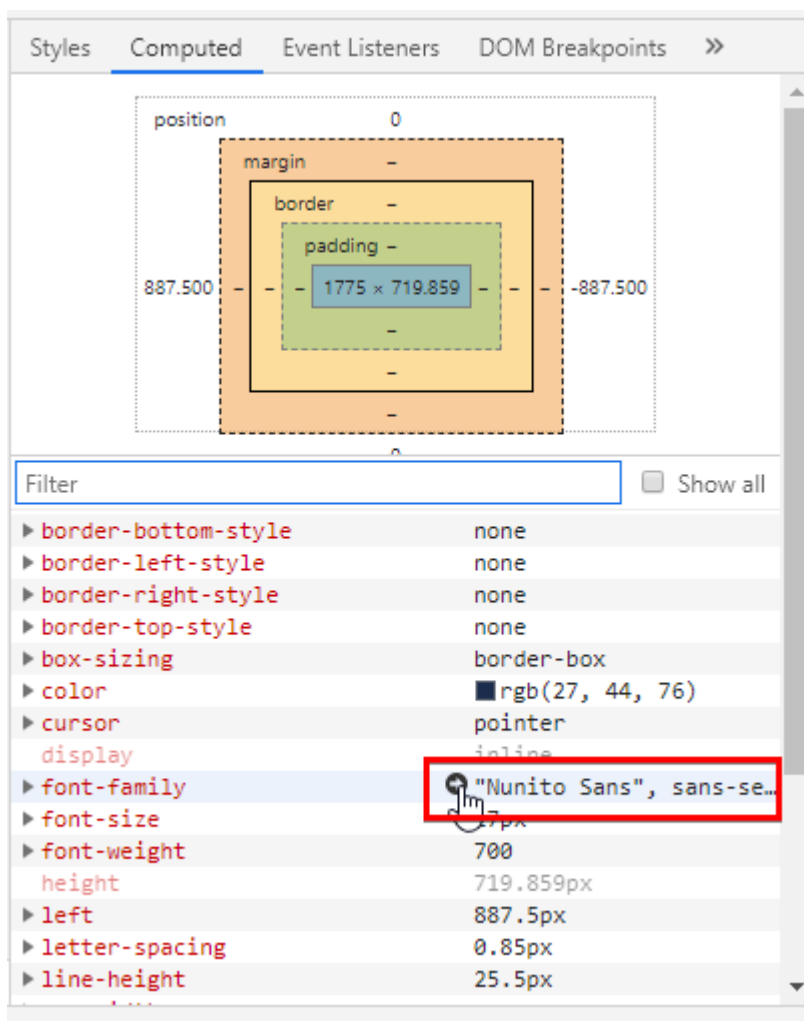 Styles Computed Event Listeners DOM Breakpoints »
position 0
margin –
border –
padding –
887.500 – – – 1775 × 719.859 – – – -887.500
–
–
–
Filter Show all
border-bottom-style none
border-left-style none
border-right-style none
border-top-style none
box-sizing border-box
color rgb(27, 44, 76)
cursor pointer
display inline
font-family "Nunito Sans", sans-se…
font-size
font-weight 700
height 719.859px
left 887.5px
letter-spacing 0.85px
line-height 25.5px